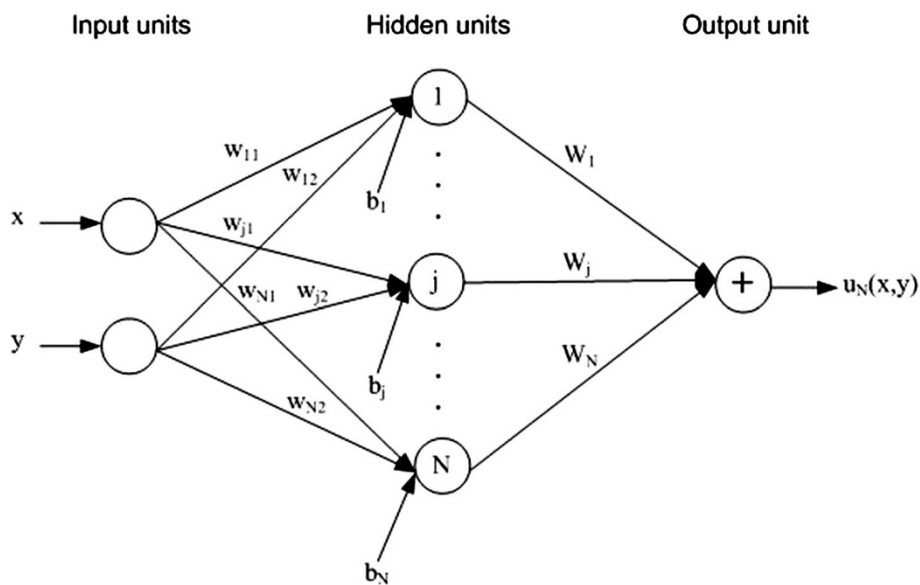 Input units
Hidden units
Output unit
1
w11
W1
w12
b1
x
wj1
Wj
j
+
uN(x,y)
wN1
wj2
y
WN
bj
wN2
N
bN